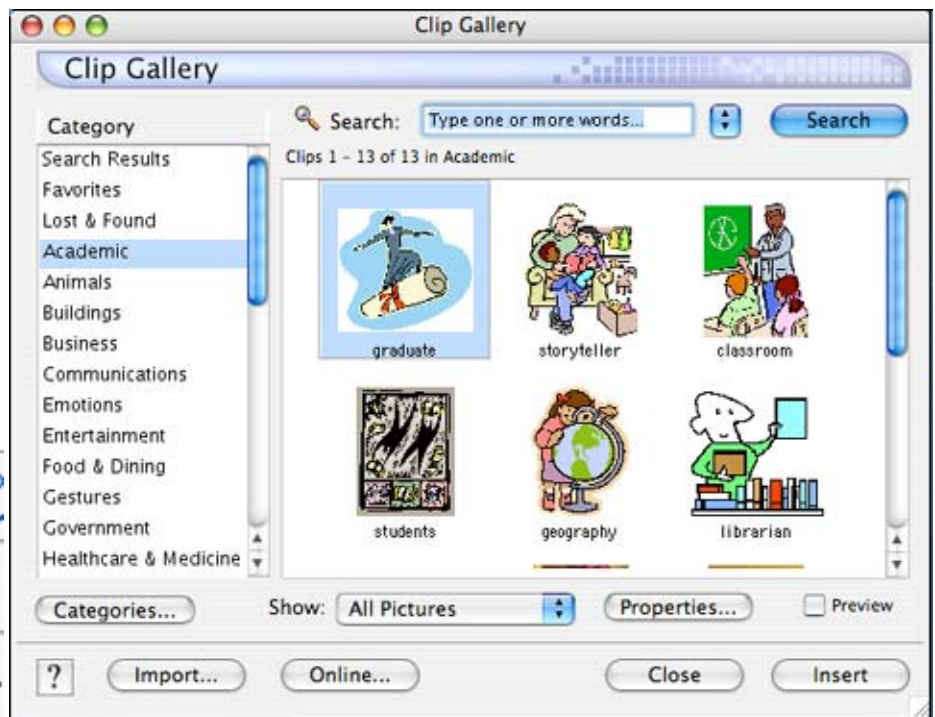 Clip Gallery
Clip Gallery
Category
Search Results
Favorites
Lost & Found
Academic
Animals
Buildings
Business
Communications
Emotions
Entertainment
Food & Dining
Gestures
Government
Healthcare & Medicine
Search: Type one or more words... Search
Clips 1 - 13 of 13 in Academic
graduate storyteller classroom
students geography librarian
Categories... Show: All Pictures Properties... Preview
? Import... Online... Close Insert